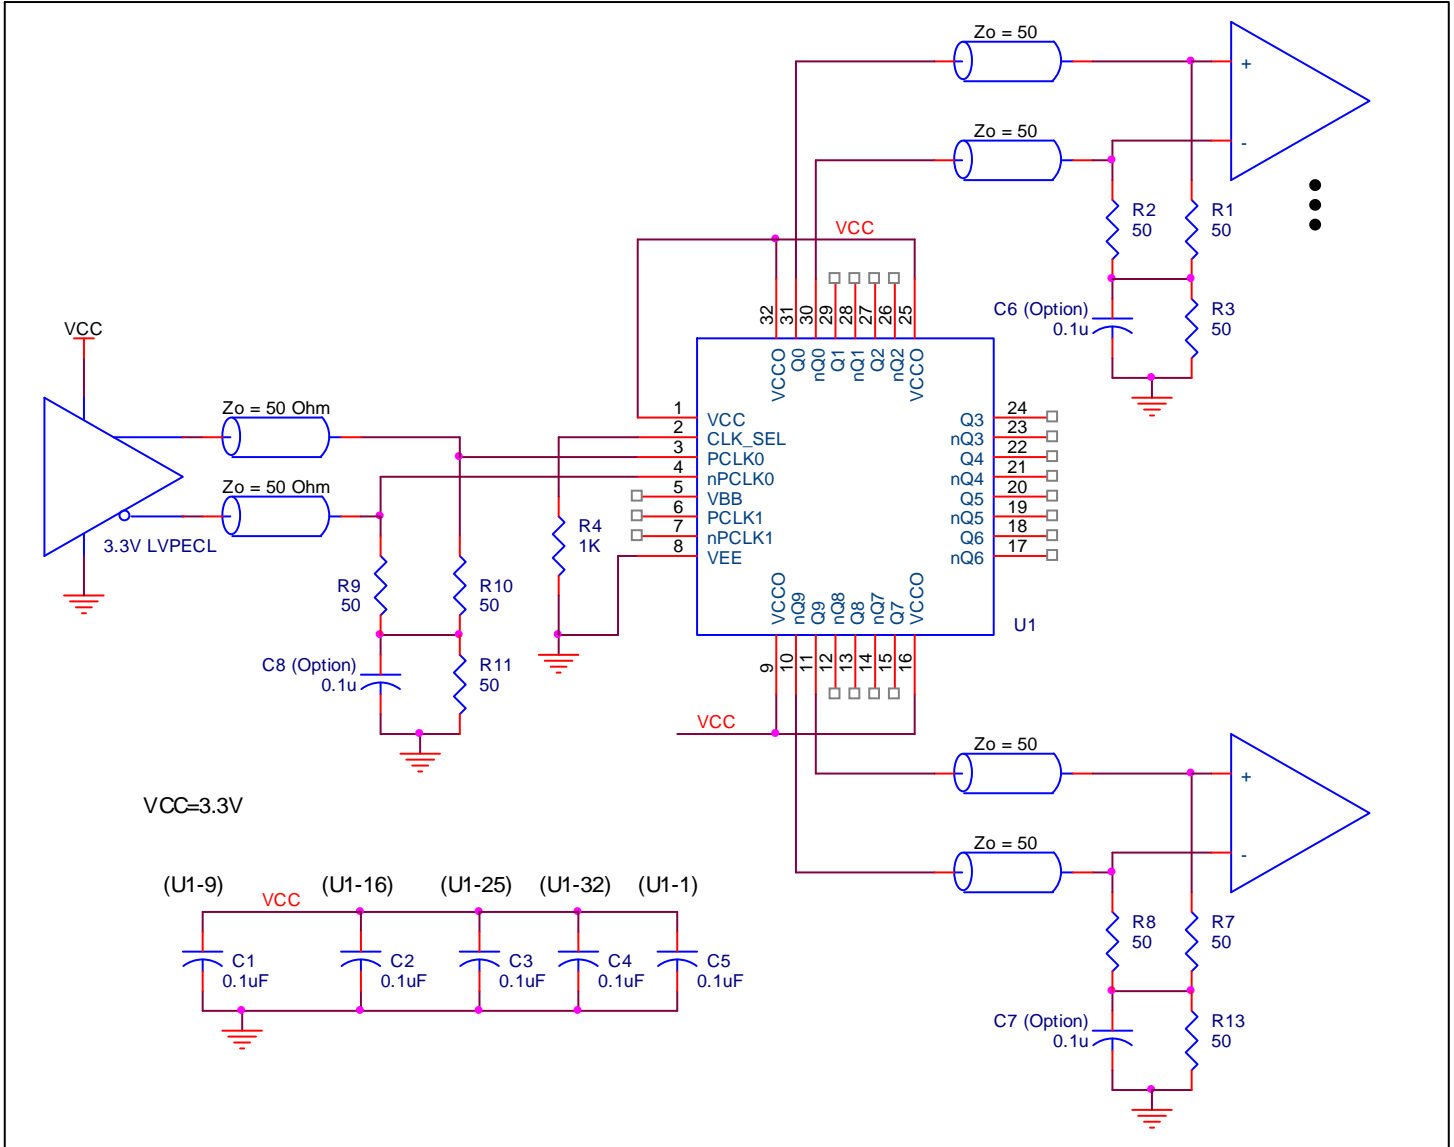 Zo = 50
+
Zo = 50
-
R2
50
R1
50
VCC
C6 (Option)
0.1u
R3
50
32
31
30
29
28
27
26
25
VCCO
Q0
nQ0
Q1
nQ1
Q2
nQ2
VCCO
VCC
Zo = 50 Ohm
Zo = 50 Ohm
3.3V LVPECL
1
2
3
4
5
6
7
8
VCC
CLK_SEL
PCLK0
nPCLK0
VBB
PCLK1
nPCLK1
VEE
Q3
nQ3
Q4
nQ4
Q5
nQ5
Q6
nQ6
24
23
22
21
20
19
18
17
R4
1K
R9
50
R10
50
C8 (Option)
0.1u
R11
50
VCCO
nQ9
Q9
nQ8
Q8
nQ7
Q7
VCCO
U1
9
10
11
12
13
14
15
16
VCC
Zo = 50
+
Zo = 50
-
R8
50
R7
50
C7 (Option)
0.1u
R13
50
VCC=3.3V
(U1-9)
(U1-16)
(U1-25)
(U1-32)
(U1-1)
VCC
C1
0.1uF
C2
0.1uF
C3
0.1uF
C4
0.1uF
C5
0.1uF